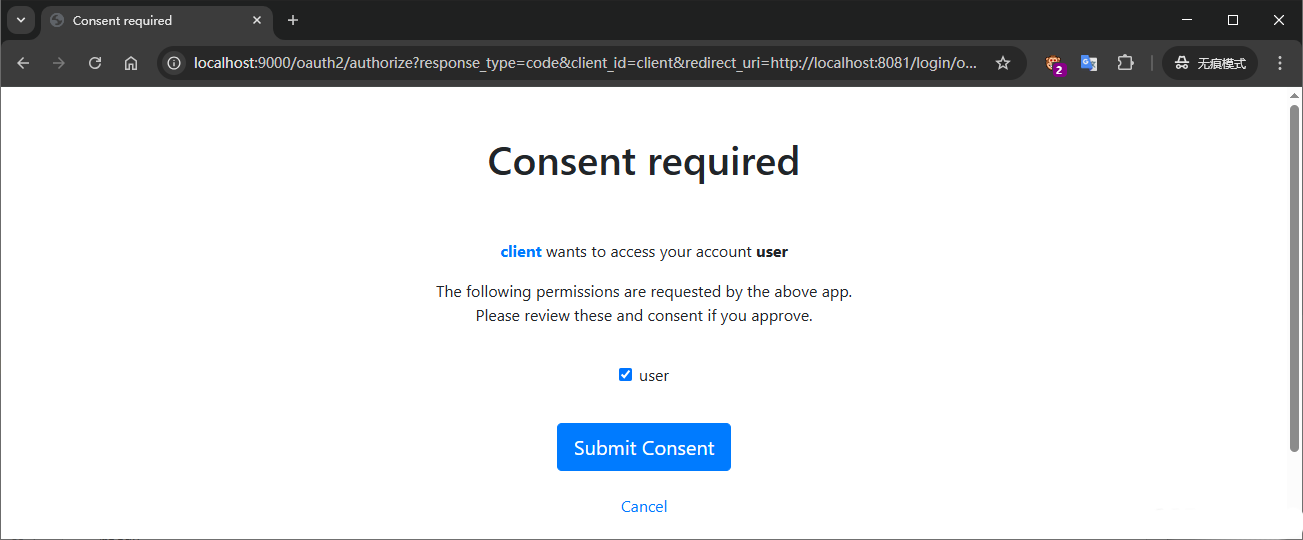 Consent required
localhost:9000/oauth2/authorize?response_type=code&client_id=client&redirect_uri=http://localhost:8081/login/o...
2
无痕模式
Consent required
client wants to access your account user
The following permissions are requested by the above app.
Please review these and consent if you approve.
user
Submit Consent
Cancel